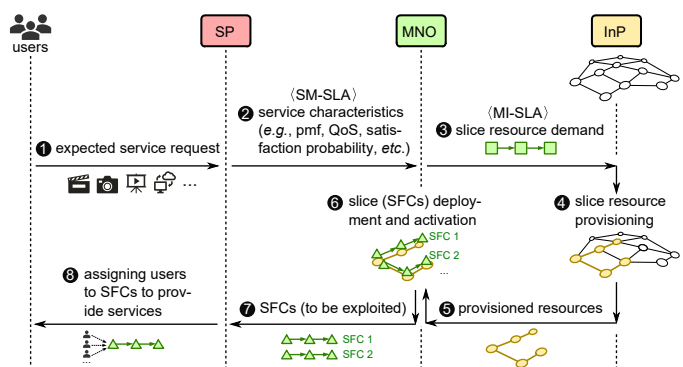 users
SP
MNO
InP
⟨SM-SLA⟩
❷ service characteristics
(e.g., pmf, QoS, satis-
faction probability, etc.)
⟨MI-SLA⟩
❸ slice resource demand
❶ expected service request
...
❻ slice (SFCs) deploy-
ment and activation
SFC 1
SFC 2
...
❹ slice resource
provisioning
❽ assigning users
to SFCs to pro-
vide services
...
❼ SFCs (to be exploited)
SFC 1
SFC 2
❺ provisioned resources